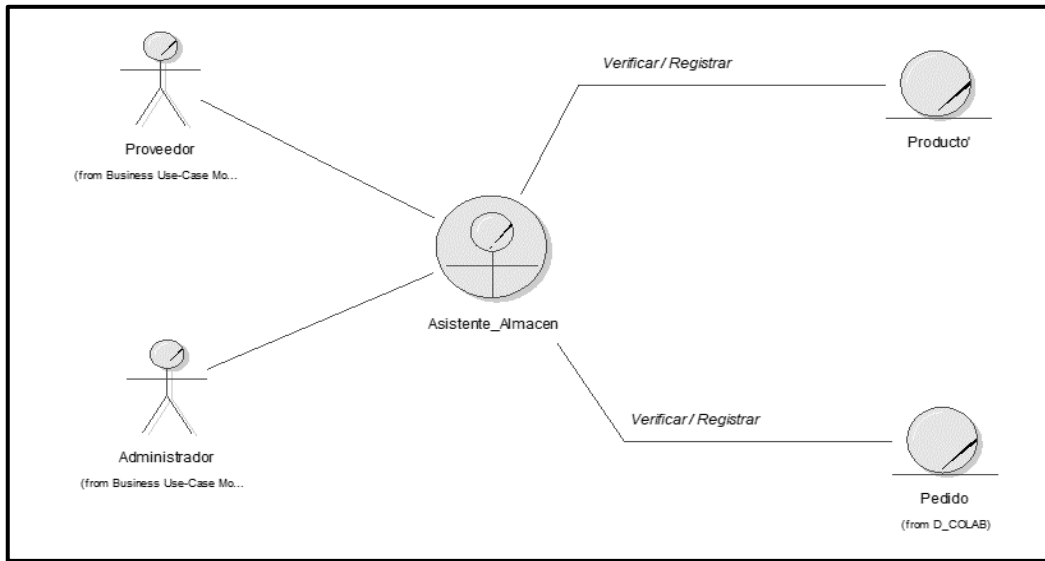 Verificar / Registrar
Proveedor
(from Business Use-Case Mo...
Producto'
Asistente_Almacen
Verificar / Registrar
Administrador
(from Business Use-Case Mo...
Pedido
(from D_COLAB)